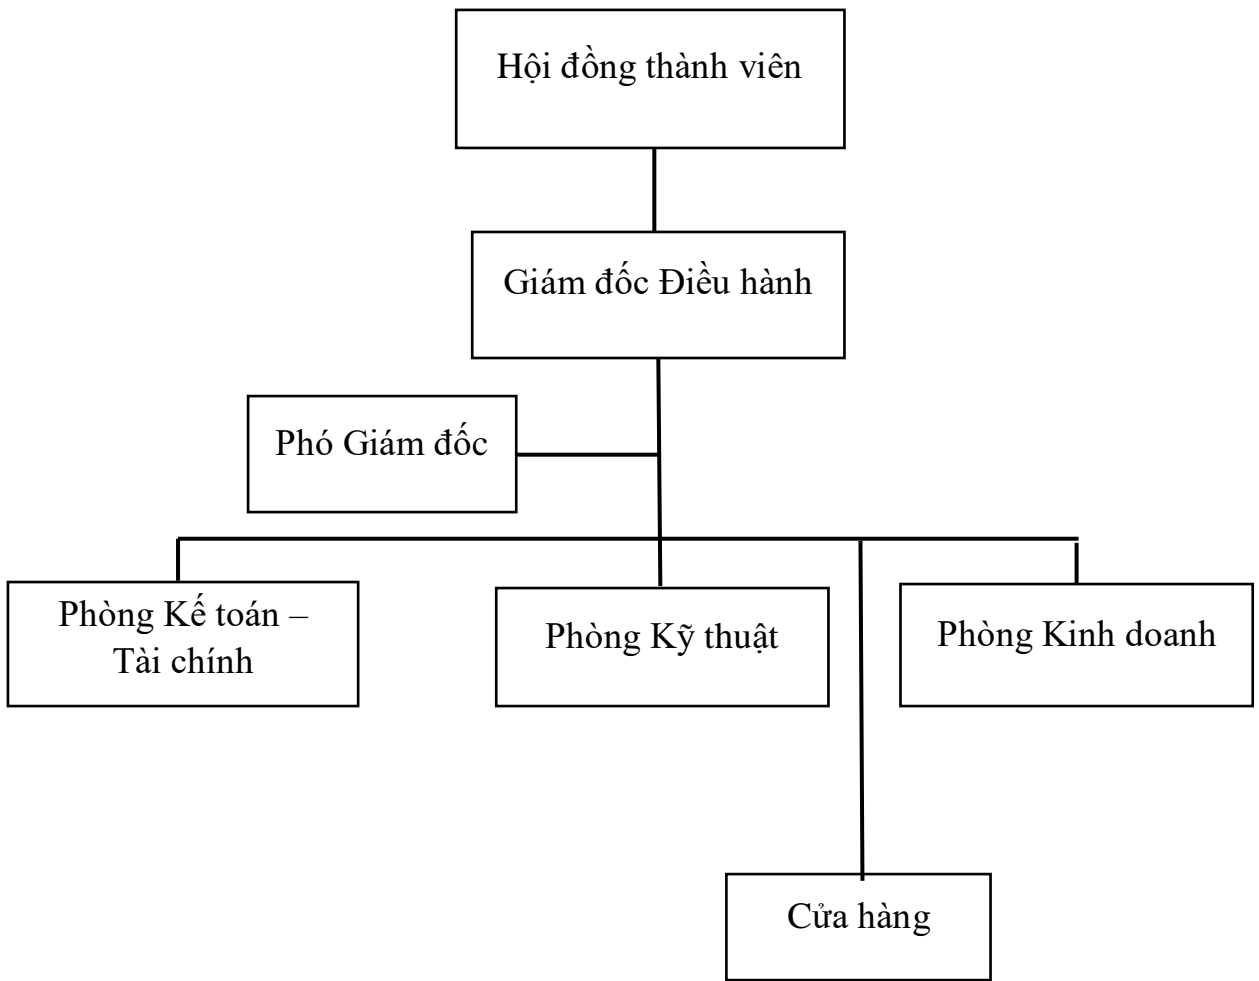 Hội đồng thành viên
Giám đốc Điều hành
Phó Giám đốc
Phòng Kế toán –
Tài chính
Phòng Kỹ thuật
Phòng Kinh doanh
Cửa hàng